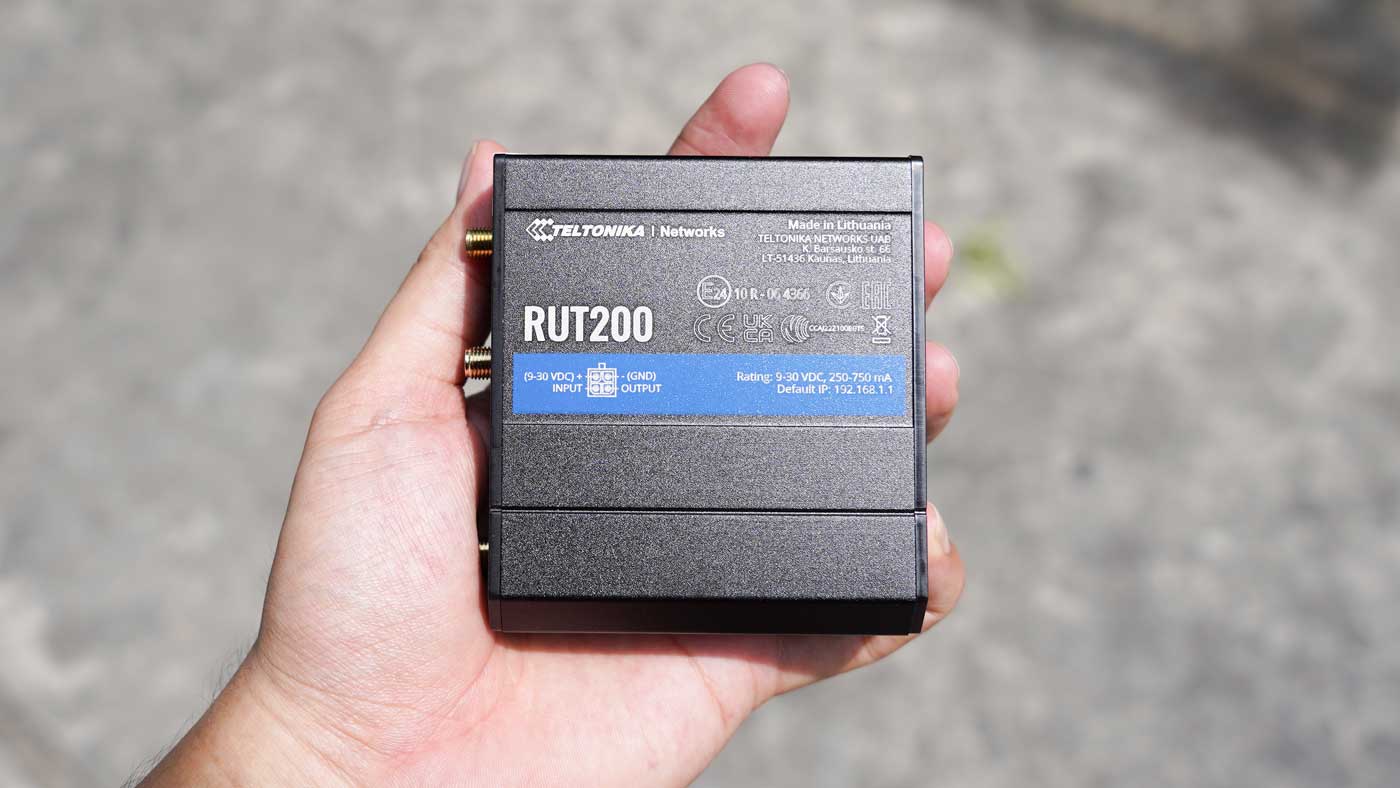 TELTONIKA | Networks
Made in Lithuania
TELTONIKA NETWORKS UAB
K. Barsausko st. 66
LT-51436 Kaunas, Lithuania
E24 10 R - 06 4366
EAC
RUT200
CE UK CA
(9-30 VDC) + - (GND)
INPUT OUTPUT
Rating: 9-30 VDC, 250-750 mA
Default IP: 192.168.1.1